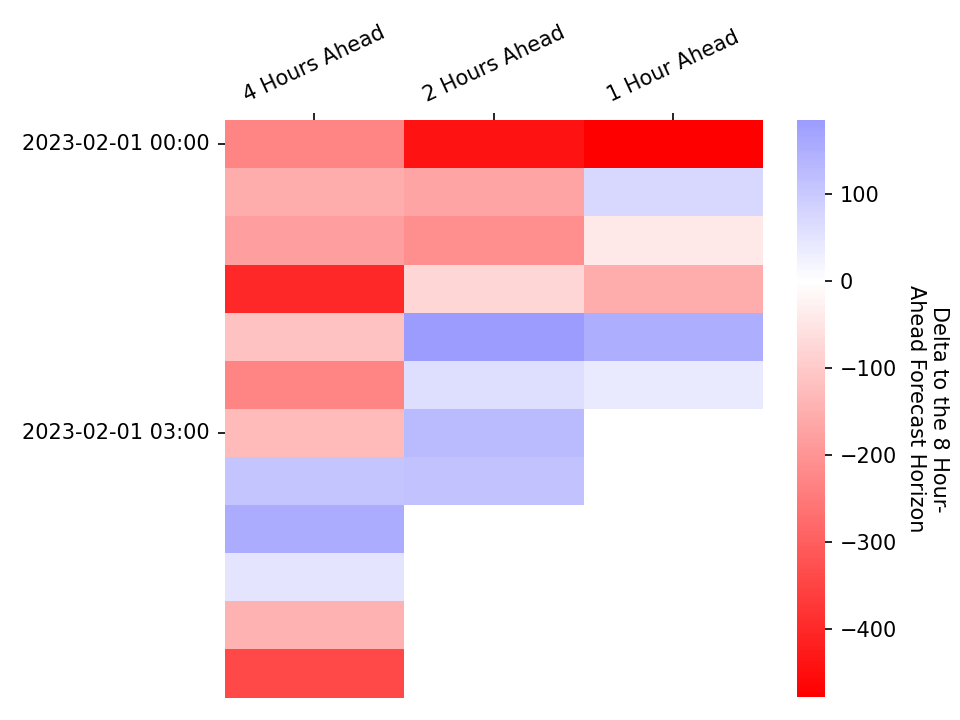 4 Hours Ahead
2 Hours Ahead
1 Hour Ahead
2023-02-01 00:00
2023-02-01 03:00
100
0
−100
−200
−300
−400
Delta to the 8 Hour-
Ahead Forecast Horizon